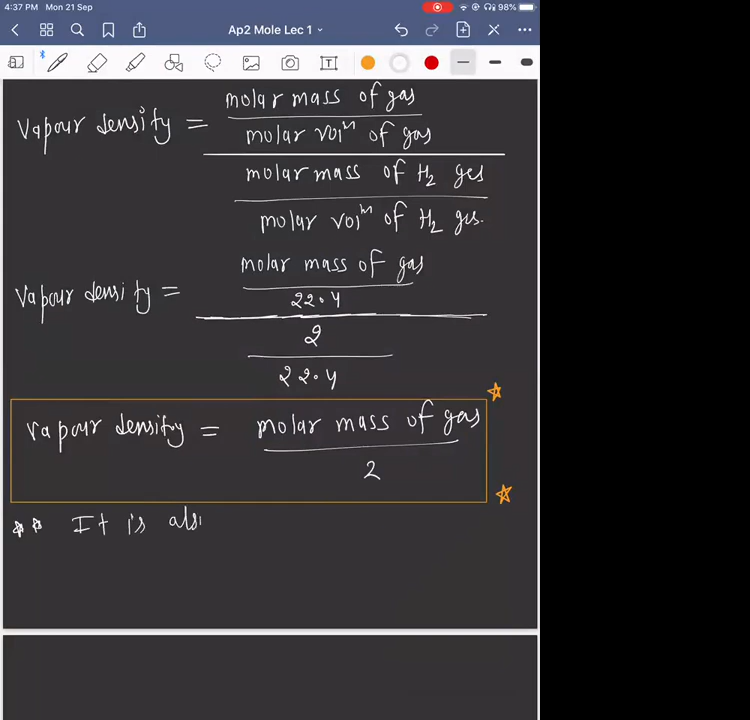 4:37 PM Mon 21 Sep
98%
Ap2 Mole Lec 1
T
molar mass of gas
Vapour density =
molar volm of gas
molar mass of H2 gas
molar volm of H2 gas.
molar mass of gas
Vapour density =
22.4
2
22.4
Vapour density = molar mass of gas
2
** It is als